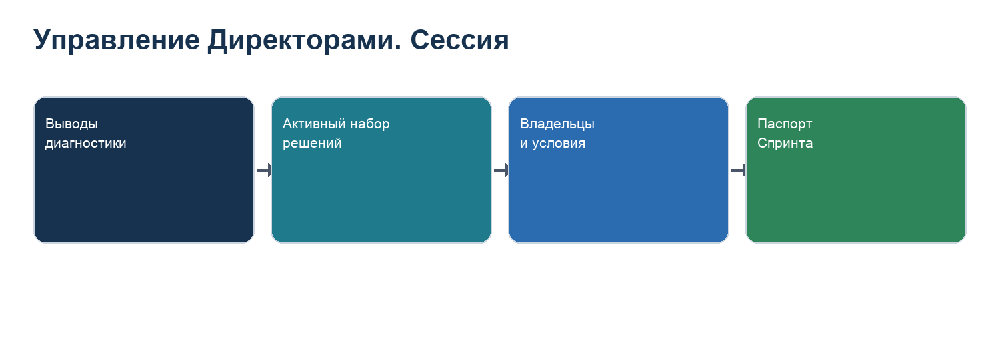 Управление Директорами. Сессия
Выводы
диагностики
Активный набор
решений
Владельцы
и условия
Паспорт
Спринта